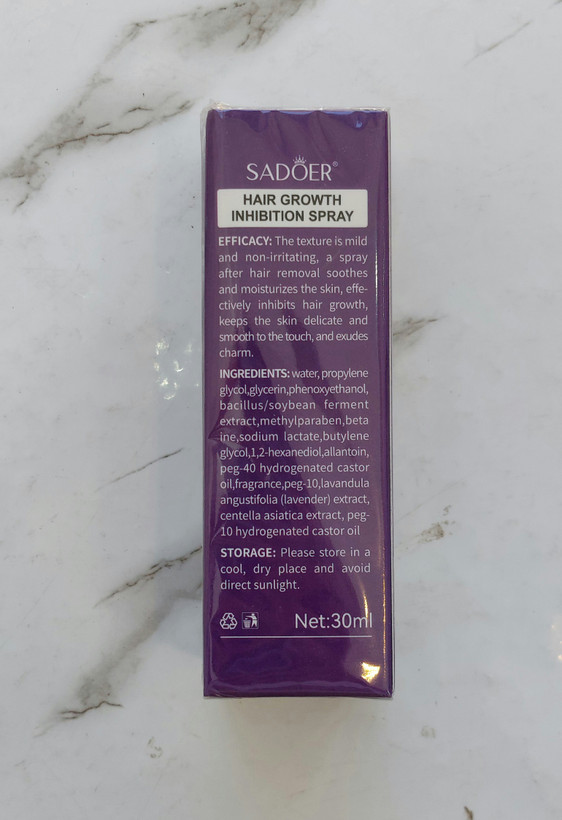 SADOER®
HAIR GROWTH
INHIBITION SPRAY
EFFICACY: The texture is mild
and non-irritating, a spray
after hair removal soothes
and moisturizes the skin, effe-
ctively inhibits hair growth,
keeps the skin delicate and
smooth to the touch, and exudes
charm.
INGREDIENTS: water, propylene
glycol,glycerin,phenoxyethanol,
bacillus/soybean ferment
extract,methylparaben,beta
ine,sodium lactate,butylene
glycol,1,2-hexanediol,allantoin,
peg-40 hydrogenated castor
oil,fragrance,peg-10,lavandula
angustifolia (lavender) extract,
centella asiatica extract, peg-
10 hydrogenated castor oil
STORAGE: Please store in a
cool, dry place and avoid
direct sunlight.
Net:30ml